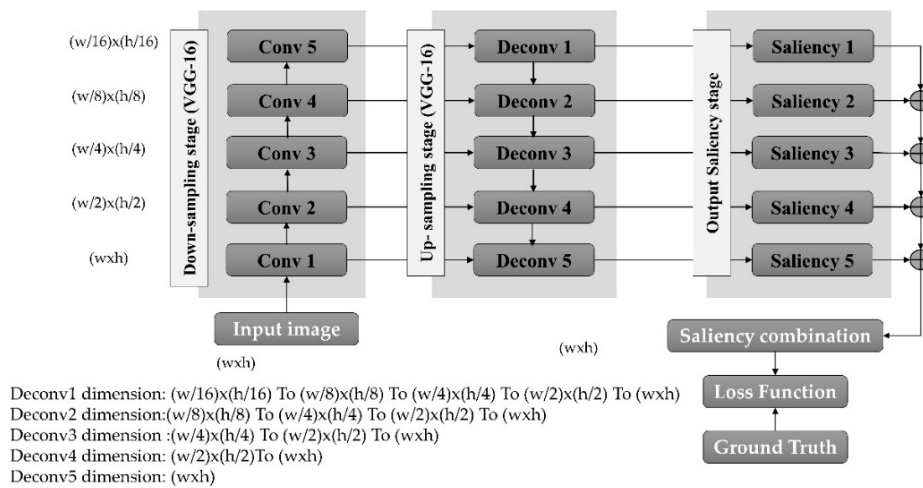 (w/16)x(h/16)
(w/8)x(h/8)
(w/4)x(h/4)
(w/2)x(h/2)
(wxh)
Down-sampling stage (VGG-16)
Conv 5
Conv 4
Conv 3
Conv 2
Conv 1
Input image
(wxh)
Up- sampling stage (VGG-16)
Deconv 1
Deconv 2
Deconv 3
Deconv 4
Deconv 5
(wxh)
Output Saliency stage
Saliency 1
Saliency 2
Saliency 3
Saliency 4
Saliency 5
Saliency combination
Loss Function
Ground Truth
Deconv1 dimension: (w/16)x(h/16) To (w/8)x(h/8) To (w/4)x(h/4) To (w/2)x(h/2) To (wxh)
Deconv2 dimension:(w/8)x(h/8) To (w/4)x(h/4) To (w/2)x(h/2) To (wxh)
Deconv3 dimension :(w/4)x(h/4) To (w/2)x(h/2) To (wxh)
Deconv4 dimension: (w/2)x(h/2)To (wxh)
Deconv5 dimension: (wxh)